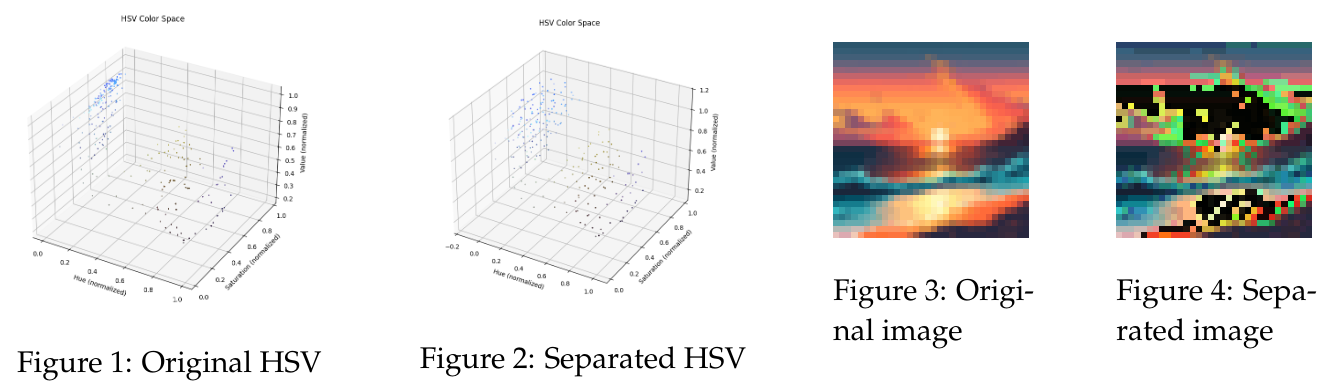 HSV Color Space
1.0
0.9
0.8
0.7
0.6
0.5
0.4
0.3
0.2
Value (normalized)
0.0
0.2
0.4
0.6
0.8
1.0
Hue (normalized)
0.0
0.2
0.4
0.6
0.8
1.0
Saturation (normalized)
Figure 1: Original HSV
HSV Color Space
1.2
1.0
0.8
0.6
0.4
0.2
Value (normalized)
−0.2
0.0
0.2
0.4
0.6
0.8
1.0
Hue (normalized)
0.0
0.2
0.4
0.6
0.8
1.0
Saturation (normalized)
Figure 2: Separated HSV
Figure 3: Origi-
nal image
Figure 4: Sepa-
rated image